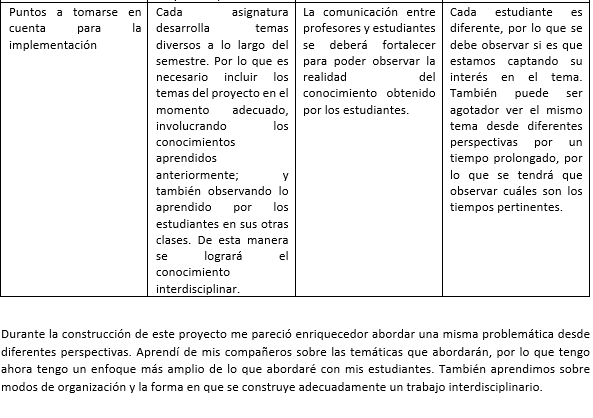 Puntos a tomarse en
cuenta para la
implementación
Cada asignatura
desarrolla temas
diversos a lo largo del
semestre. Por lo que es
necesario incluir los
temas del proyecto en el
momento adecuado,
involucrando los
conocimientos
aprendidos
anteriormente; y
también observando lo
aprendido por los
estudiantes en sus otras
clases. De esta manera
se logrará el
conocimiento
interdisciplinar.
La comunicación entre
profesores y estudiantes
se deberá fortalecer
para poder observar la
realidad del
conocimiento obtenido
por los estudiantes.
Cada estudiante es
diferente, por lo que se
debe observar si es que
estamos captando su
interés en el tema.
También puede ser
agotador ver el mismo
tema desde diferentes
perspectivas por un
tiempo prolongado, por
lo que se tendrá que
observar cuáles son los
tiempos pertinentes.
Durante la construcción de este proyecto me pareció enriquecedor abordar una misma problemática desde
diferentes perspectivas. Aprendí de mis compañeros sobre las temáticas que abordarán, por lo que tengo
ahora tengo un enfoque más amplio de lo que abordaré con mis estudiantes. También aprendimos sobre
modos de organización y la forma en que se construye adecuadamente un trabajo interdisciplinario.